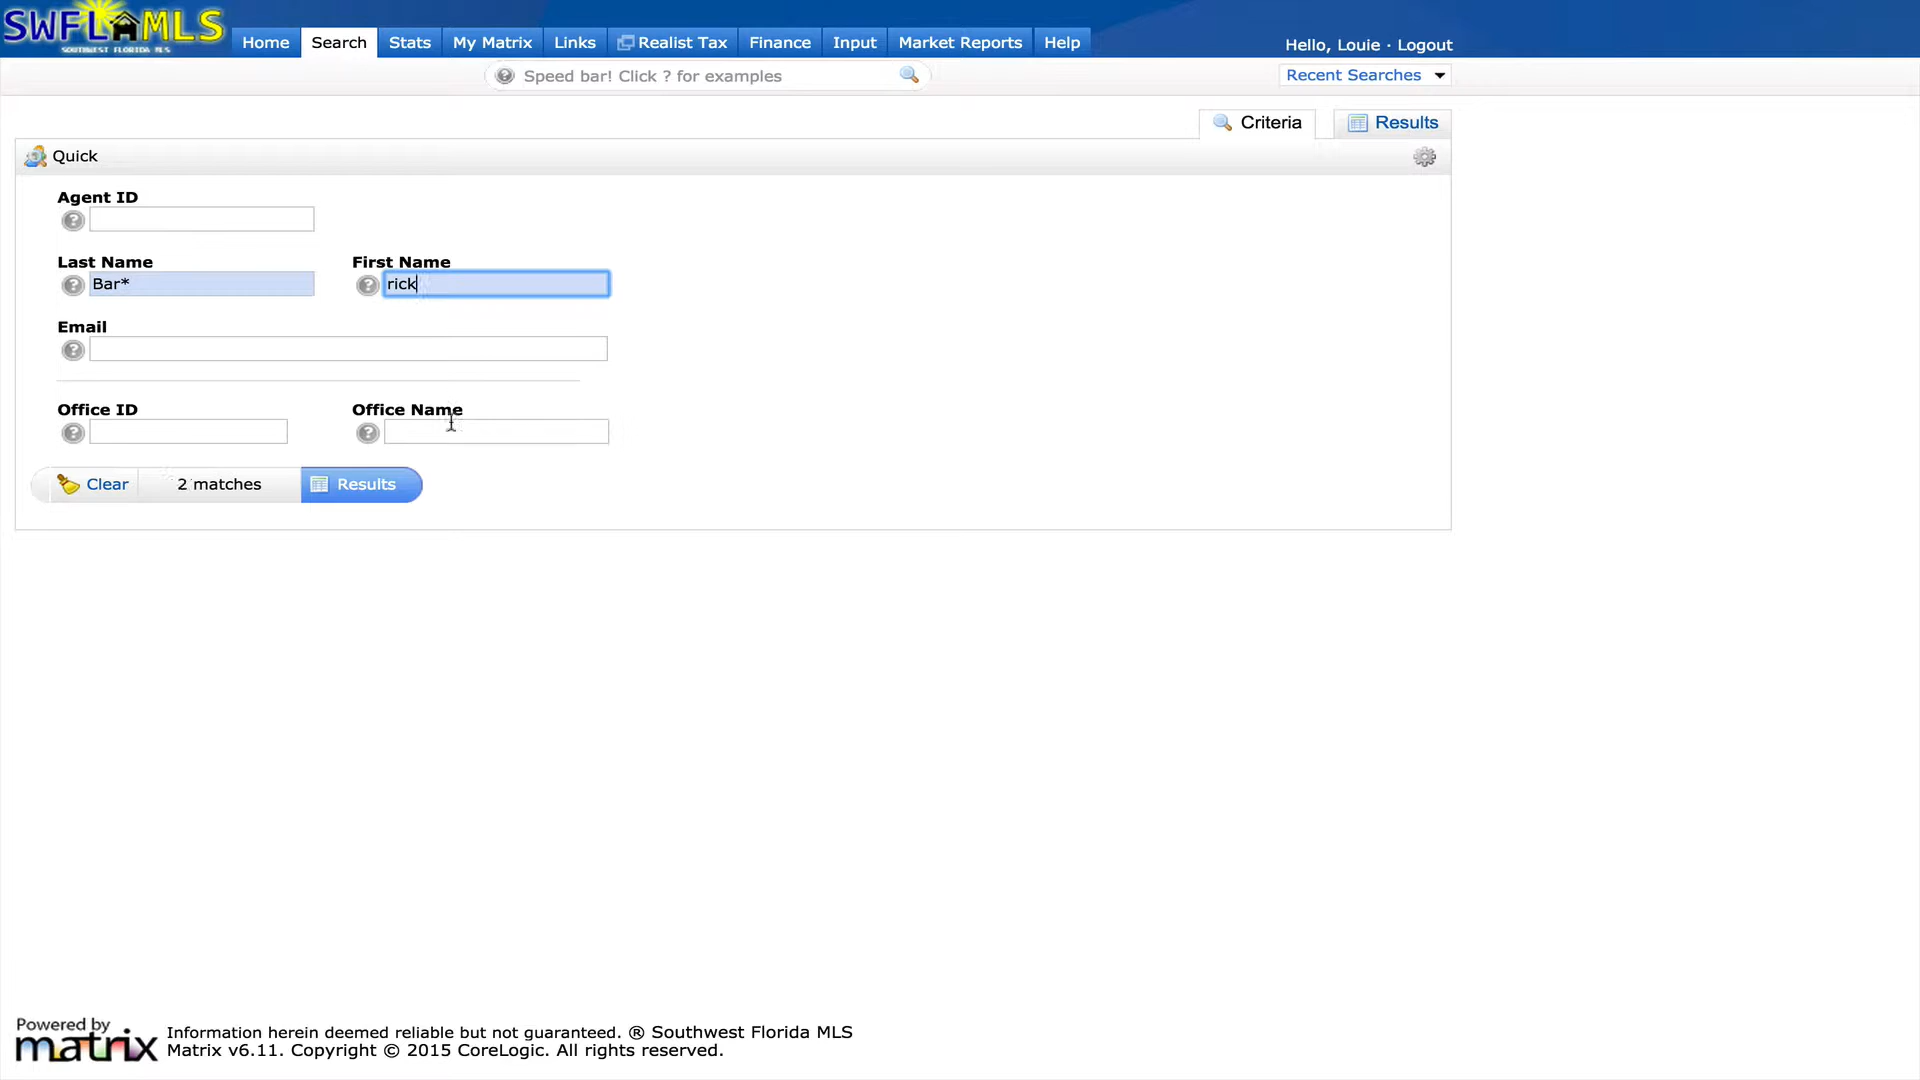 SWFLAMLS
SOUTHWEST FLORIDA MLS
Home Search Stats My Matrix Links Realist Tax Finance Input Market Reports Help
Hello, Louie · Logout
? Speed bar! Click ? for examples
Recent Searches
Criteria
Results
Quick
Agent ID
?
Last Name First Name
? Bar* ? rick
Email
?
Office ID Office Name
? ?
Clear 2 matches Results
Powered by
matrix
Information herein deemed reliable but not guaranteed. ® Southwest Florida MLS
Matrix v6.11. Copyright © 2015 CoreLogic. All rights reserved.